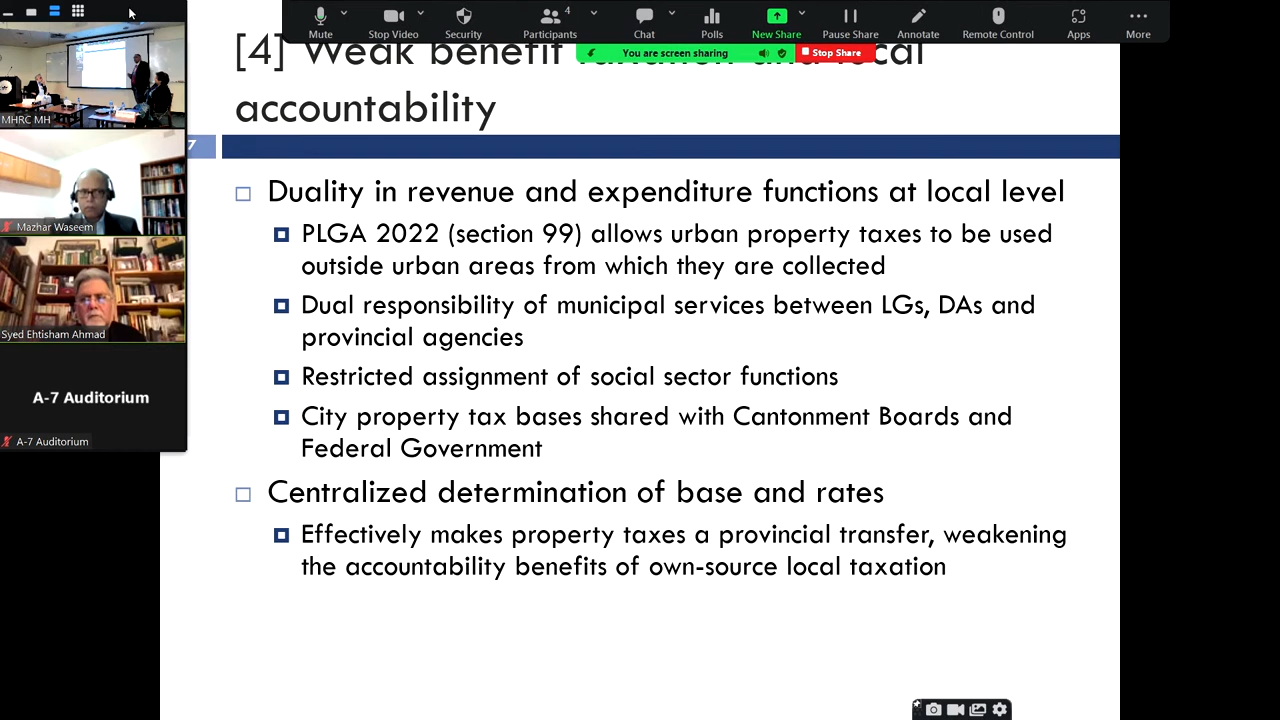 Mute
Stop Video
Security
Participants
4
Chat
Polls
New Share
Pause Share
Annotate
Remote Control
Apps
More
You are screen sharing
Stop Share
MHRC MH
Mazhar Waseem
Syed Ehtisham Ahmad
A-7 Auditorium
A-7 Auditorium
[4] Weak benefit and local
accountability
7
Duality in revenue and expenditure functions at local level
PLGA 2022 (section 99) allows urban property taxes to be used
outside urban areas from which they are collected
Dual responsibility of municipal services between LGs, DAs and
provincial agencies
Restricted assignment of social sector functions
City property tax bases shared with Cantonment Boards and
Federal Government
Centralized determination of base and rates
Effectively makes property taxes a provincial transfer, weakening
the accountability benefits of own-source local taxation